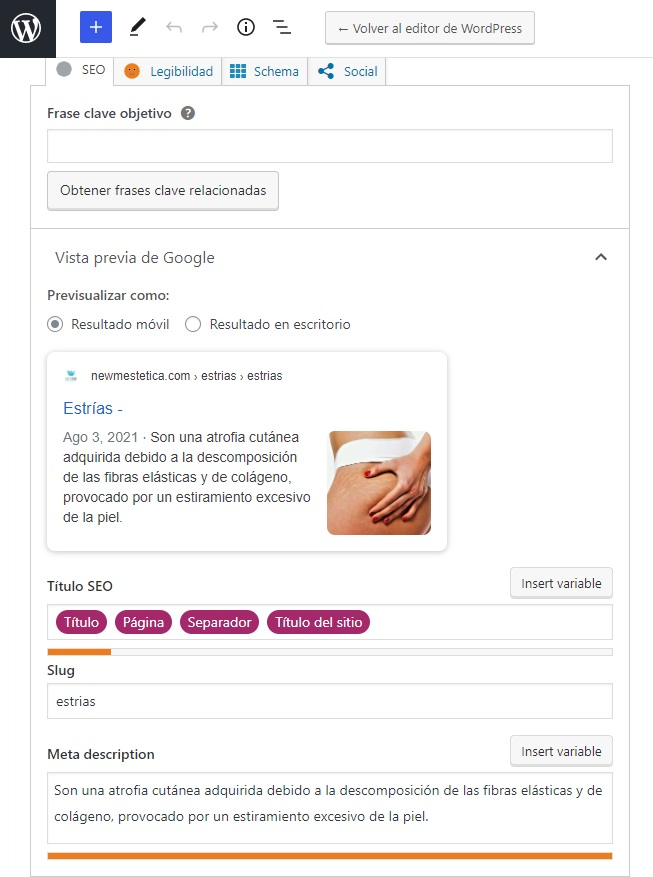 ← Volver al editor de WordPress
SEO
Legibilidad
Schema
Social
Frase clave objetivo ?
Obtener frases clave relacionadas
Vista previa de Google
Previsualizar como:
Resultado móvil
Resultado en escritorio
newmestetica.com › estrias › estrias
Estrías -
Ago 3, 2021 · Son una atrofia cutánea
adquirida debido a la descomposición
de las fibras elásticas y de colágeno,
provocado por un estiramiento excesivo
de la piel.
Título SEO
Insert variable
Título Página Separador Título del sitio
Slug
estrias
Meta description
Insert variable
Son una atrofia cutánea adquirida debido a la descomposición de las fibras elásticas y de
colágeno, provocado por un estiramiento excesivo de la piel.